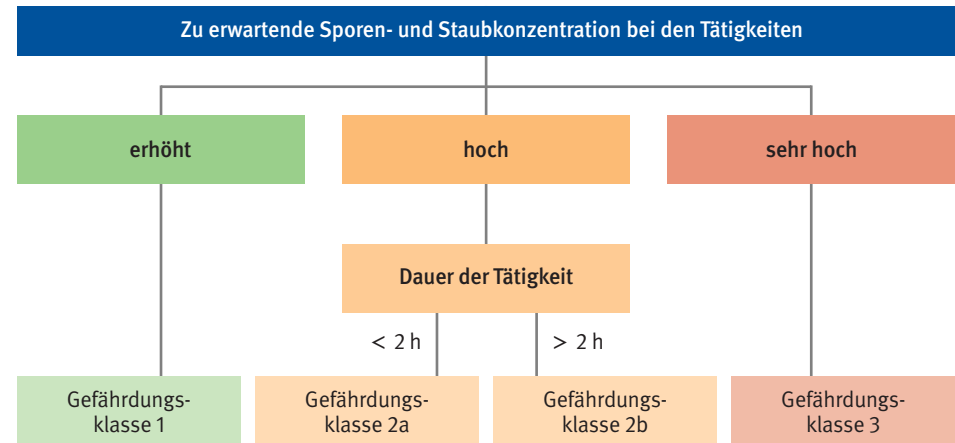 Zu erwartende Sporen- und Staubkonzentration bei den Tätigkeiten
erhöht
hoch
sehr hoch
Dauer der Tätigkeit
< 2 h
> 2 h
Gefährdungs-
klasse 1
Gefährdungs-
klasse 2a
Gefährdungs-
klasse 2b
Gefährdungs-
klasse 3